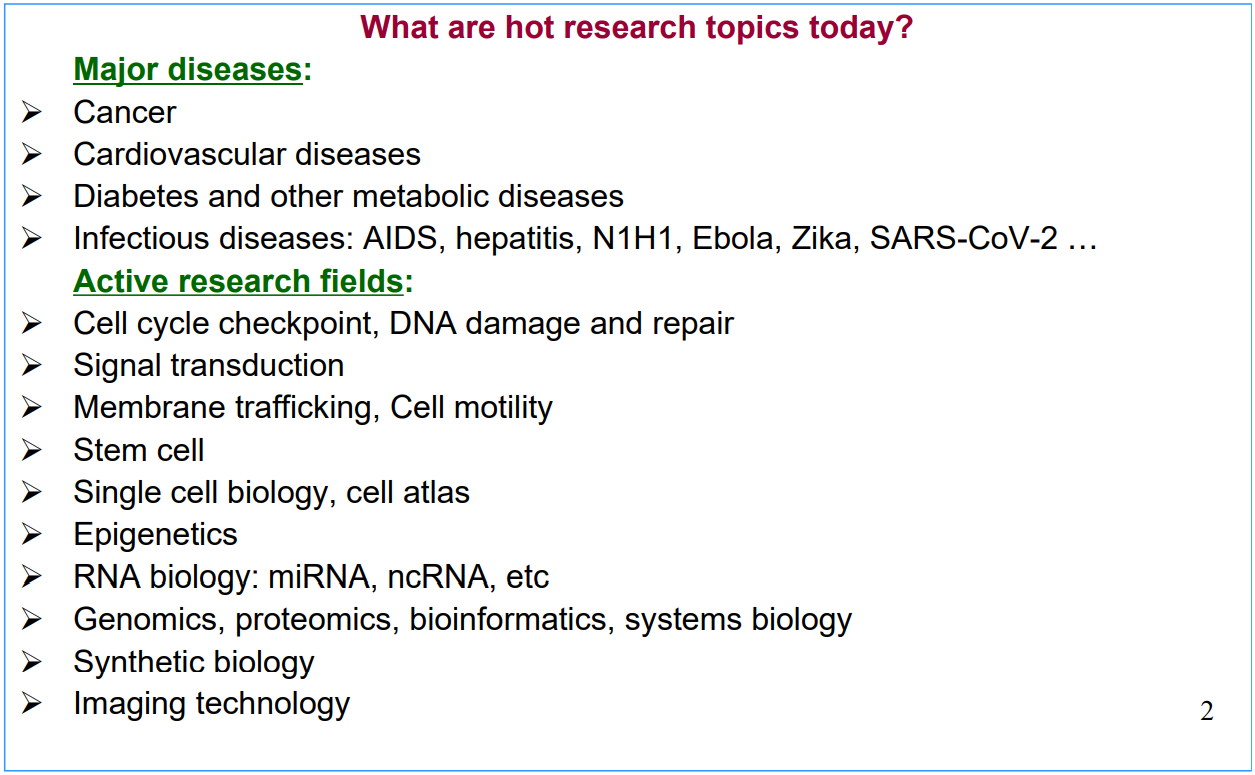 What are hot research topics today?
Major diseases:
➢ Cancer
➢ Cardiovascular diseases
➢ Diabetes and other metabolic diseases
➢ Infectious diseases: AIDS, hepatitis, N1H1, Ebola, Zika, SARS-CoV-2 …
Active research fields:
➢ Cell cycle checkpoint, DNA damage and repair
➢ Signal transduction
➢ Membrane trafficking, Cell motility
➢ Stem cell
➢ Single cell biology, cell atlas
➢ Epigenetics
➢ RNA biology: miRNA, ncRNA, etc
➢ Genomics, proteomics, bioinformatics, systems biology
➢ Synthetic biology
➢ Imaging technology
2